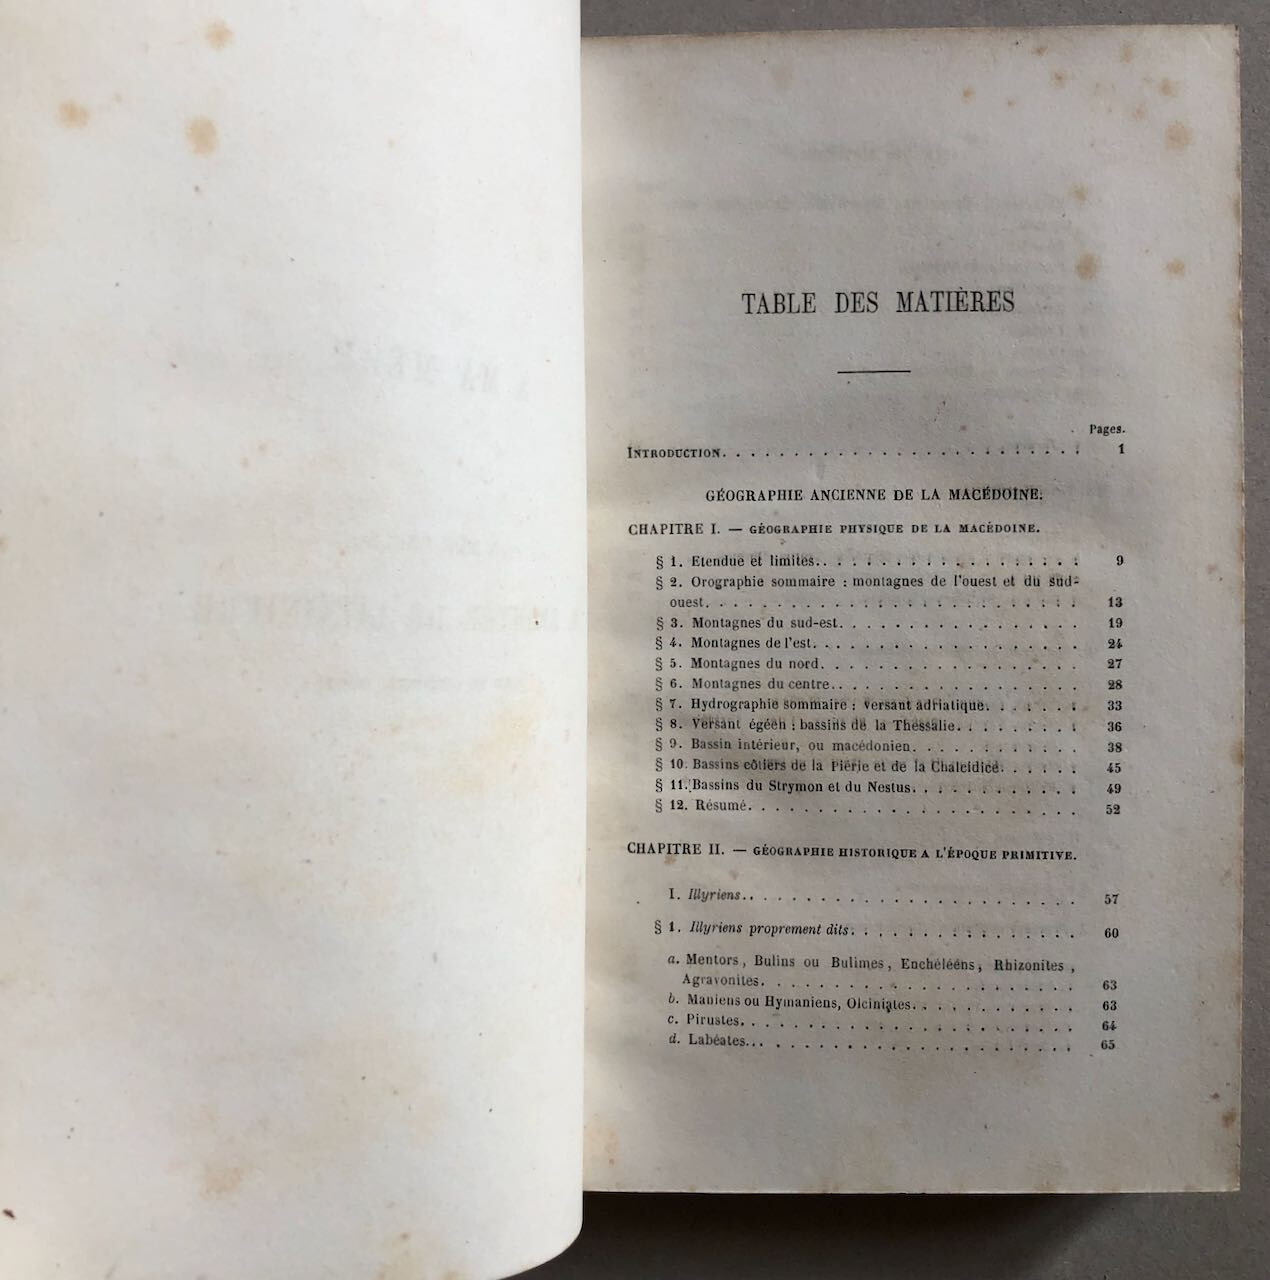 TABLE DES MATIÈRES
Pages.
INTRODUCTION. . . . . . . . . . . . . . . . . . . . . . . . . . 1
GÉOGRAPHIE ANCIENNE DE LA MACÉDOINE.
CHAPITRE I. — GÉOGRAPHIE PHYSIQUE DE LA MACÉDOINE.
§ 1. Etendue et limites. . . . . . . . . . . . . . . . . 9
§ 2. Orographie sommaire : montagnes de l'ouest et du sud-
ouest. . . . . . . . . . . . . . . . . . . . . . . . 13
§ 3. Montagnes du sud-est. . . . . . . . . . . . . . . . 19
§ 4. Montagnes de l'est. . . . . . . . . . . . . . . . . 24
§ 5. Montagnes du nord. . . . . . . . . . . . . . . . . 27
§ 6. Montagnes du centre. . . . . . . . . . . . . . . . 28
§ 7. Hydrographie sommaire : versant adriatique. . . . . . . 33
§ 8. Versant égéen : bassins de la Thessalie. . . . . . . . 36
§ 9. Bassin intérieur, ou macédonien. . . . . . . . . . . 38
§ 10. Bassins côtiers de la Piérie et de la Chalcidice. . . . . . 45
§ 11. Bassins du Strymon et du Nestus. . . . . . . . . . . 49
§ 12. Résumé. . . . . . . . . . . . . . . . . . . . . . 52
CHAPITRE II. — GÉOGRAPHIE HISTORIQUE A L'ÉPOQUE PRIMITIVE.
I. Illyriens. . . . . . . . . . . . . . . . . . . . . . 57
§ 1. Illyriens proprement dits. . . . . . . . . . . . . . . 60
a. Mentors, Bulins ou Bulimes, Enchéléens, Rhizonites,
Agravonites. . . . . . . . . . . . . . . . . . . . . 63
b. Maniens ou Hymaniens, Olciniates. . . . . . . . . . . 63
c. Pirustes. . . . . . . . . . . . . . . . . . . . . . 64
d. Labéates. . . . . . . . . . . . . . . . . . . . . . 65